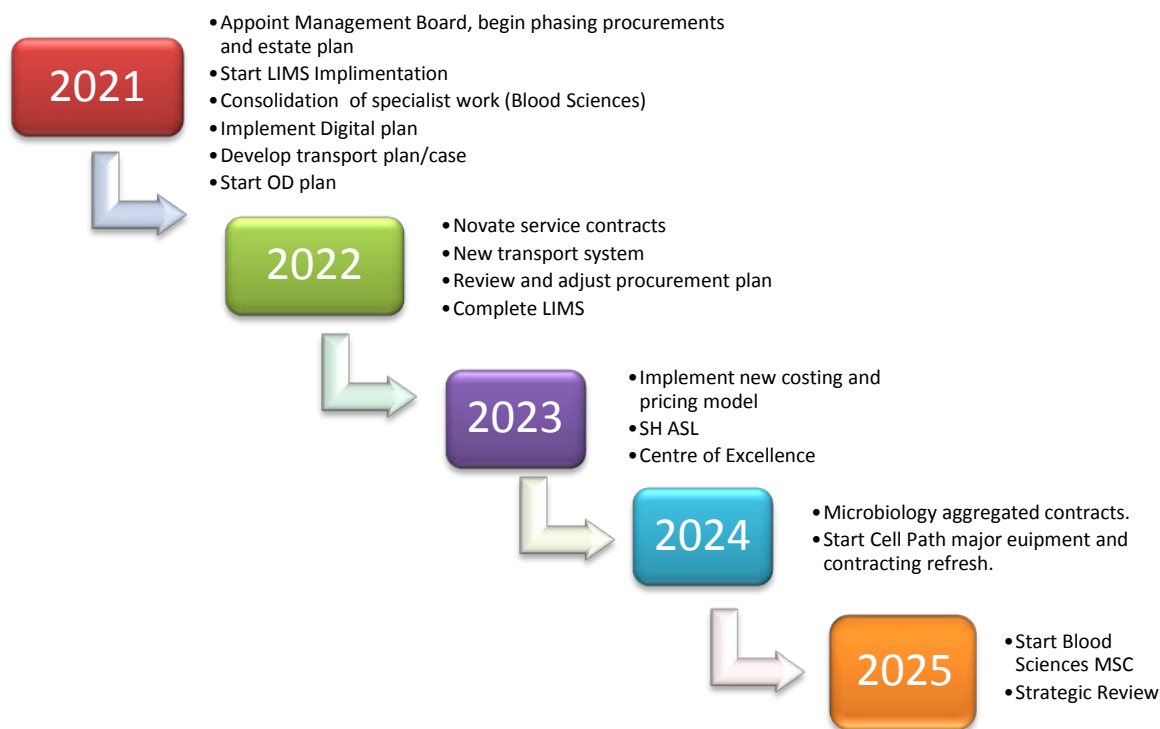 2021
•Appoint Management Board, begin phasing procurements
and estate plan
•Start LIMS Implimentation
•Consolidation of specialist work (Blood Sciences)
•Implement Digital plan
•Develop transport plan/case
•Start OD plan
2022
•Novate service contracts
•New transport system
•Review and adjust procurement plan
•Complete LIMS
2023
•Implement new costing and
pricing model
•SH ASL
•Centre of Excellence
2024
•Microbiology aggregated contracts.
•Start Cell Path major euipment and
contracting refresh.
2025
•Start Blood
Sciences MSC
•Strategic Review